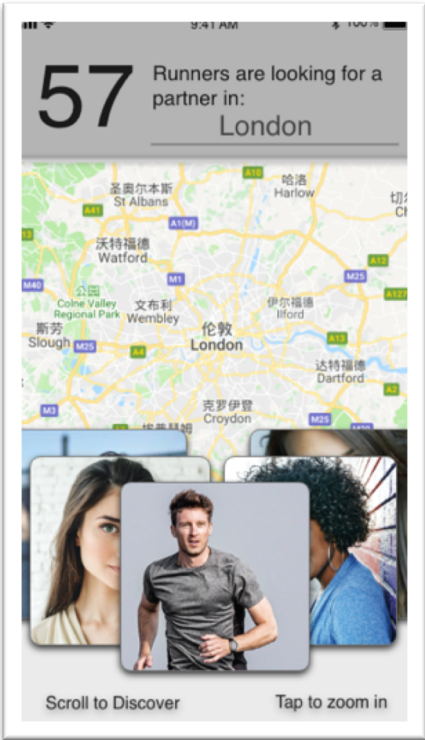 9:41 AM
100%
57
Runners are looking for a
partner in:
London
A10
哈洛
Harlow
圣奥尔本斯
St Albans
A41
A1(M)
沃特福德
Watford
A12
M25
M1
M40
公园
Colne Valley
Regional Park
文布利
Wembley
伊尔福德
Ilford
A127
斯劳
Slough
M25
A4
伦敦
London
A13
达特福德
Dartford
A2
M3
克罗伊登
Croydon
M25
Scroll to Discover
Tap to zoom in